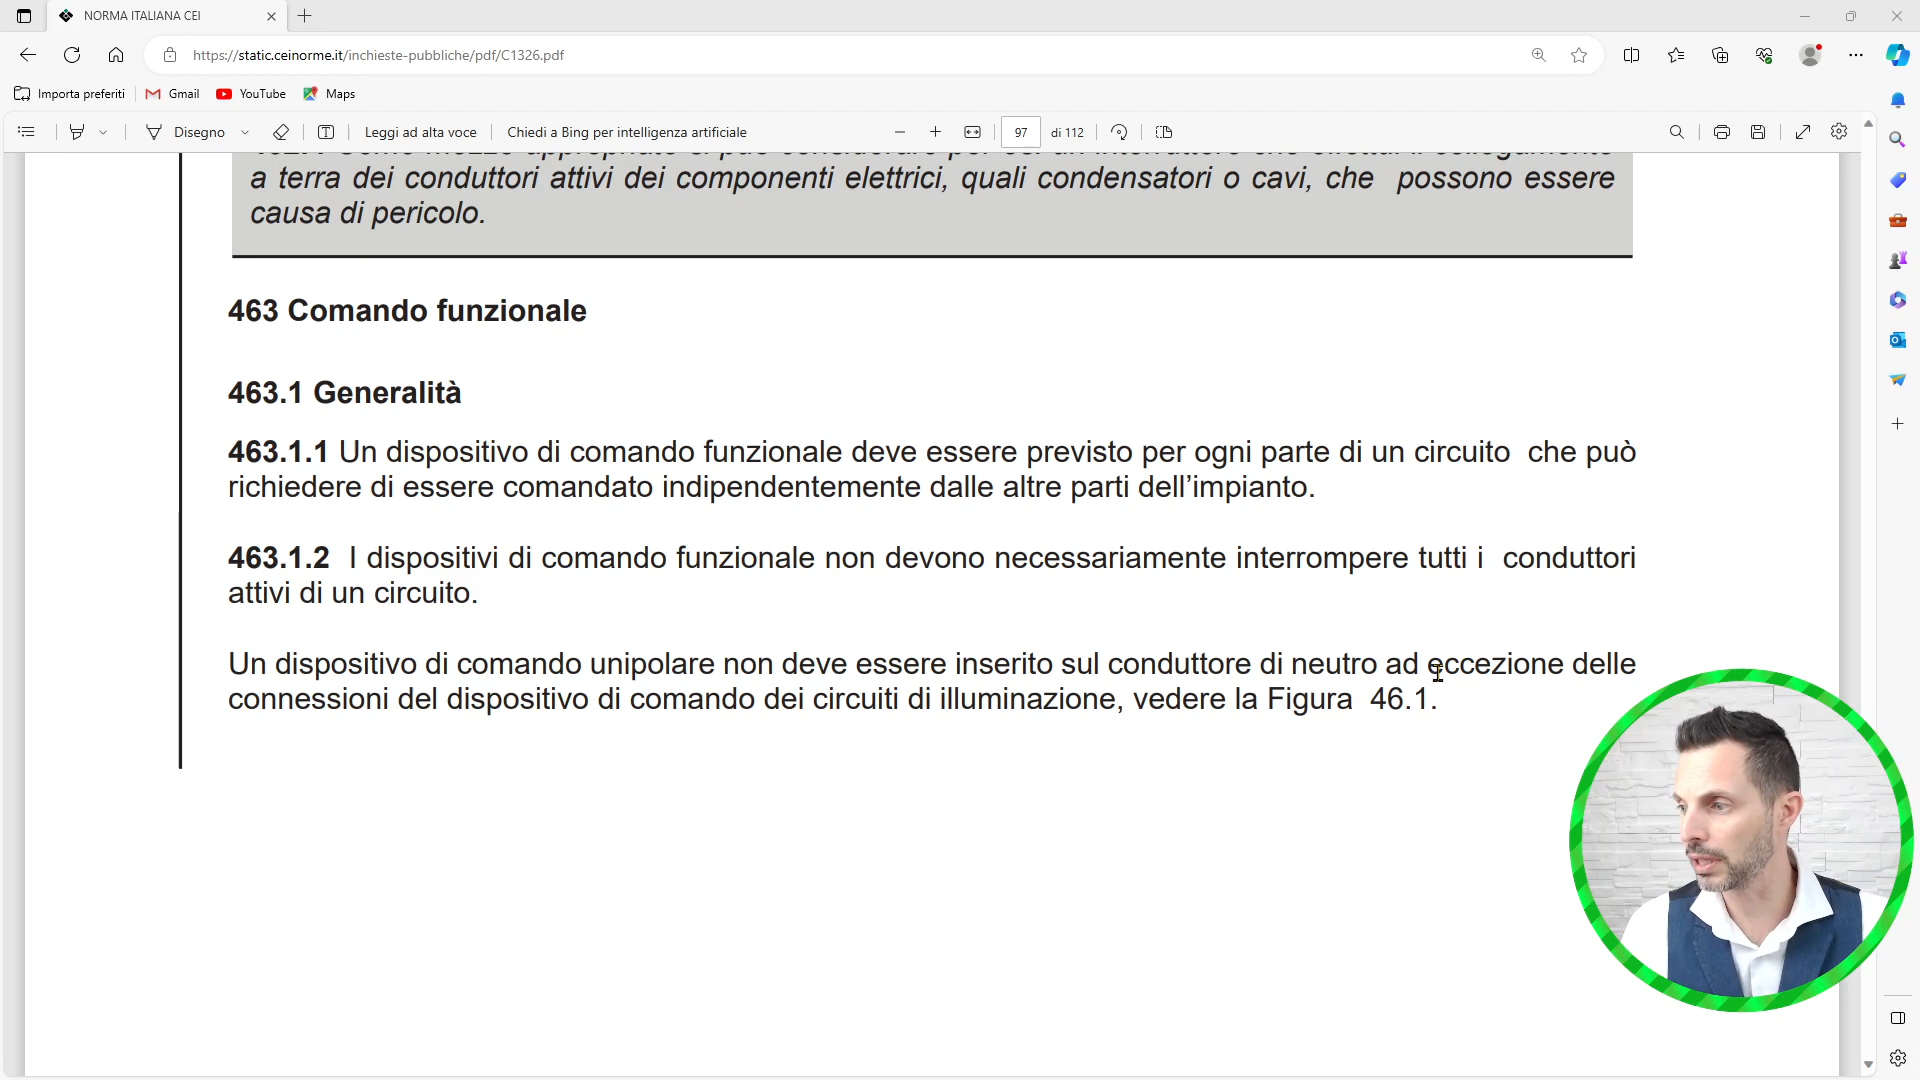 NORMA ITALIANA CEI
https://static.ceinorme.it/inchieste-pubbliche/pdf/C1326.pdf
Importa preferiti
Gmail
YouTube
Maps
Disegno
Leggi ad alta voce
Chiedi a Bing per intelligenza artificiale
97
di 112
a terra dei conduttori attivi dei componenti elettrici, quali condensatori o cavi, che possono essere
causa di pericolo.
463 Comando funzionale
463.1 Generalità
463.1.1 Un dispositivo di comando funzionale deve essere previsto per ogni parte di un circuito che può
richiedere di essere comandato indipendentemente dalle altre parti dell'impianto.
463.1.2 I dispositivi di comando funzionale non devono necessariamente interrompere tutti i conduttori
attivi di un circuito.
Un dispositivo di comando unipolare non deve essere inserito sul conduttore di neutro ad eccezione delle
connessioni del dispositivo di comando dei circuiti di illuminazione, vedere la Figura 46.1.